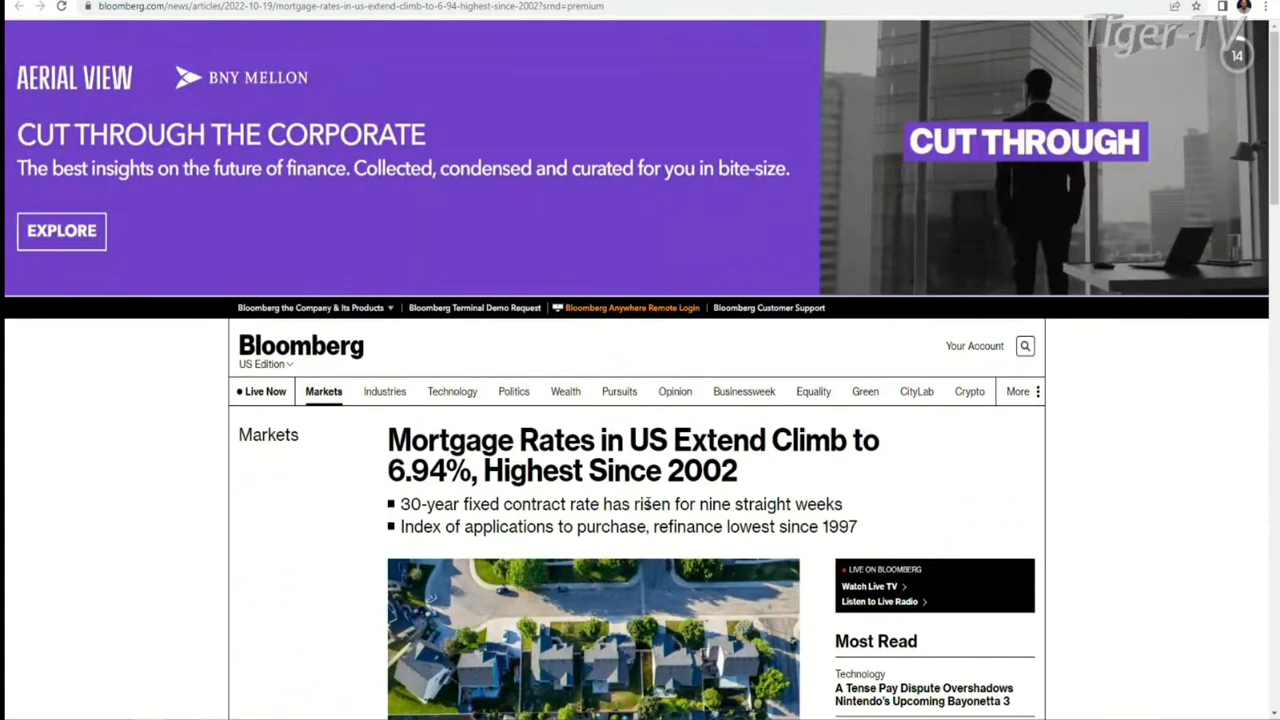 bloomberg.com/news/articles/2022-10-19/mortgage-rates-in-us-extend-climb-to-6-94-highest-since-2002?srnd=premium
Tiger-TV
14
AERIAL VIEW
BNY MELLON
CUT THROUGH THE CORPORATE
The best insights on the future of finance. Collected, condensed and curated for you in bite-size.
CUT THROUGH
EXPLORE
Bloomberg the Company & Its Products
Bloomberg Terminal Demo Request
Bloomberg Anywhere Remote Login
Bloomberg Customer Support
Bloomberg
US Edition
Your Account
Live Now Markets Industries Technology Politics Wealth Pursuits Opinion Businessweek Equality Green CityLab Crypto More
Markets
Mortgage Rates in US Extend Climb to
6.94%, Highest Since 2002
30-year fixed contract rate has risen for nine straight weeks
Index of applications to purchase, refinance lowest since 1997
LIVE ON BLOOMBERG
Watch Live TV
Listen to Live Radio
Most Read
Technology
A Tense Pay Dispute Overshadows
Nintendo's Upcoming Bayonetta 3